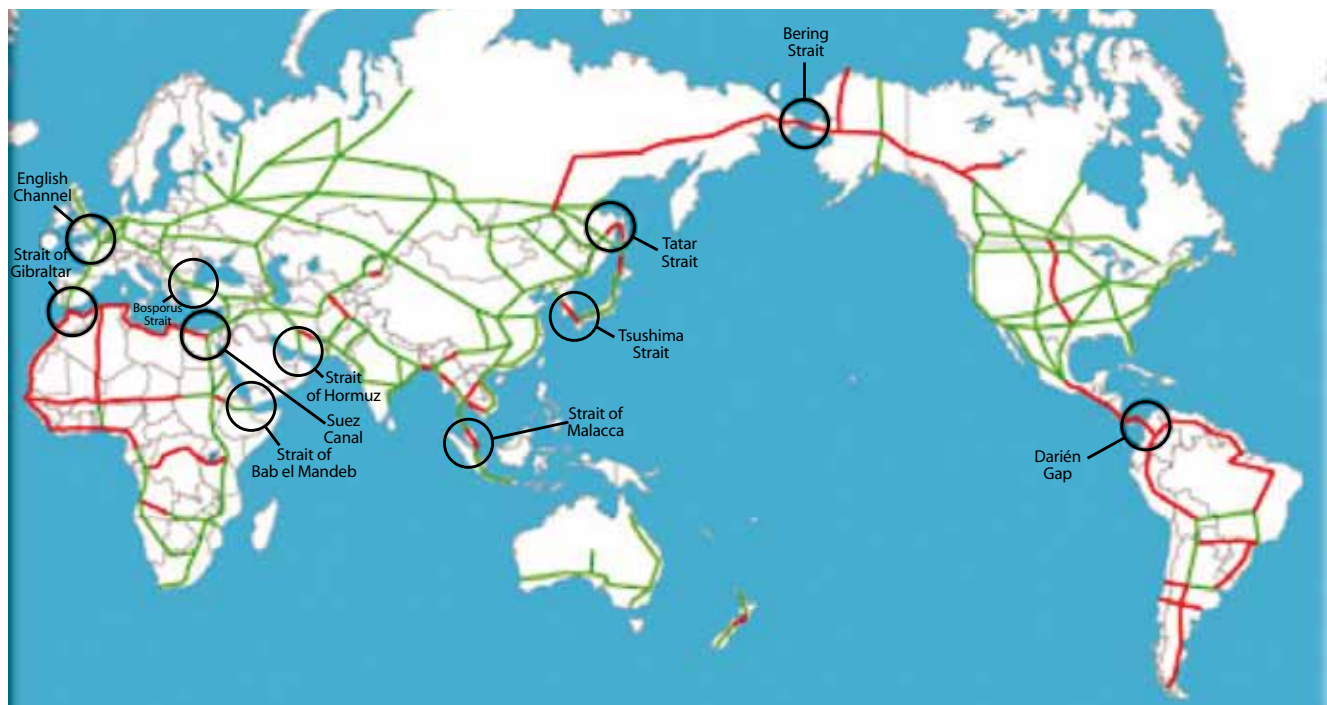 Bering
Strait
English
Channel
Strait of
Gibraltar
Bosporus
Strait
Tatar
Strait
Tsushima
Strait
Strait
of Hormuz
Suez
Canal
Strait of
Bab el Mandeb
Strait of
Malacca
Darién
Gap